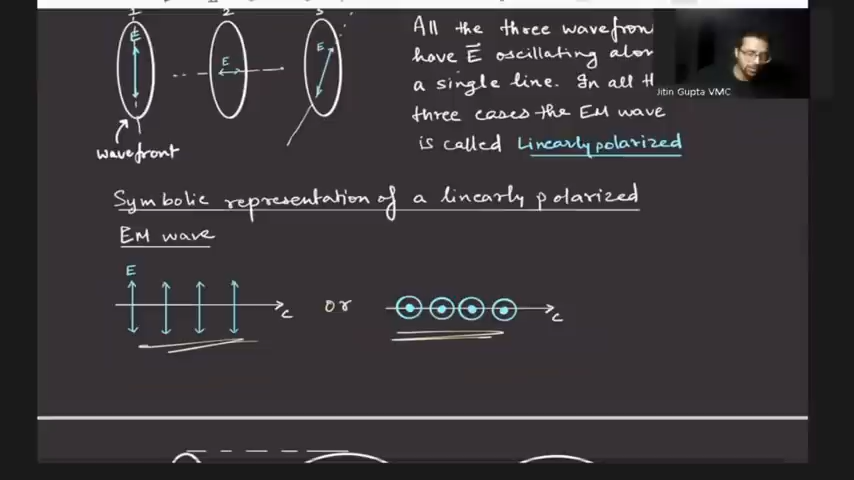 1 2 3
E E E
All the three wavefron
have E⃗ oscillating alon
a single line. In all th
three cases the EM wave
is called Linearly polarized
Jitin Gupta VMC
wavefront
Symbolic representation of a linearly polarized
EM wave
E
c or c